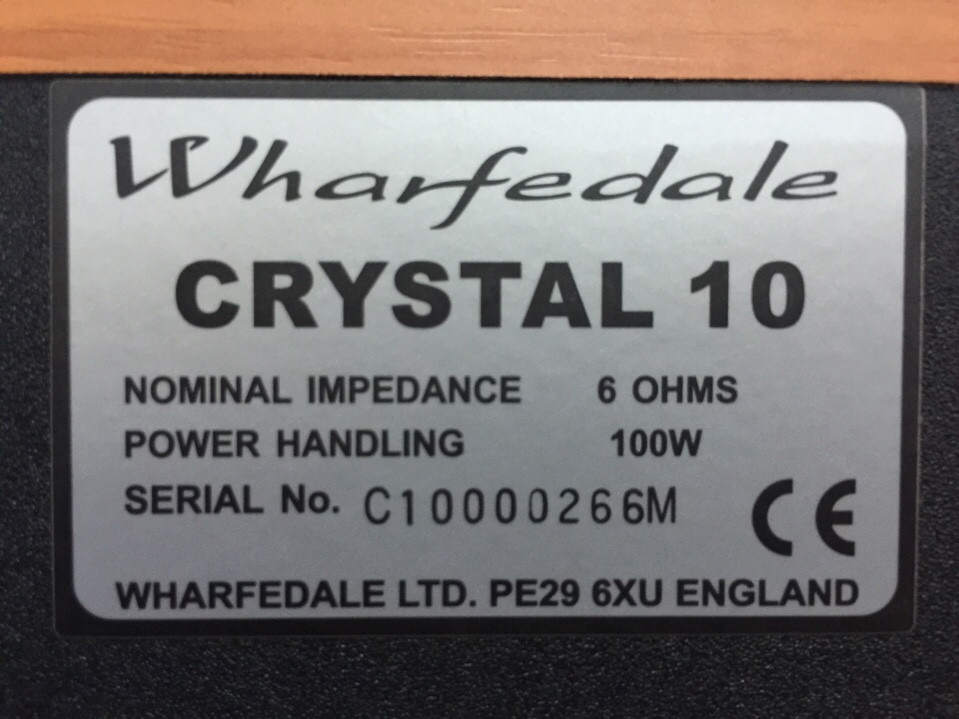 Wharfedale
CRYSTAL 10
NOMINAL IMPEDANCE 6 OHMS
POWER HANDLING 100W
SERIAL No. C10000266M
CE
WHARFEDALE LTD. PE29 6XU ENGLAND